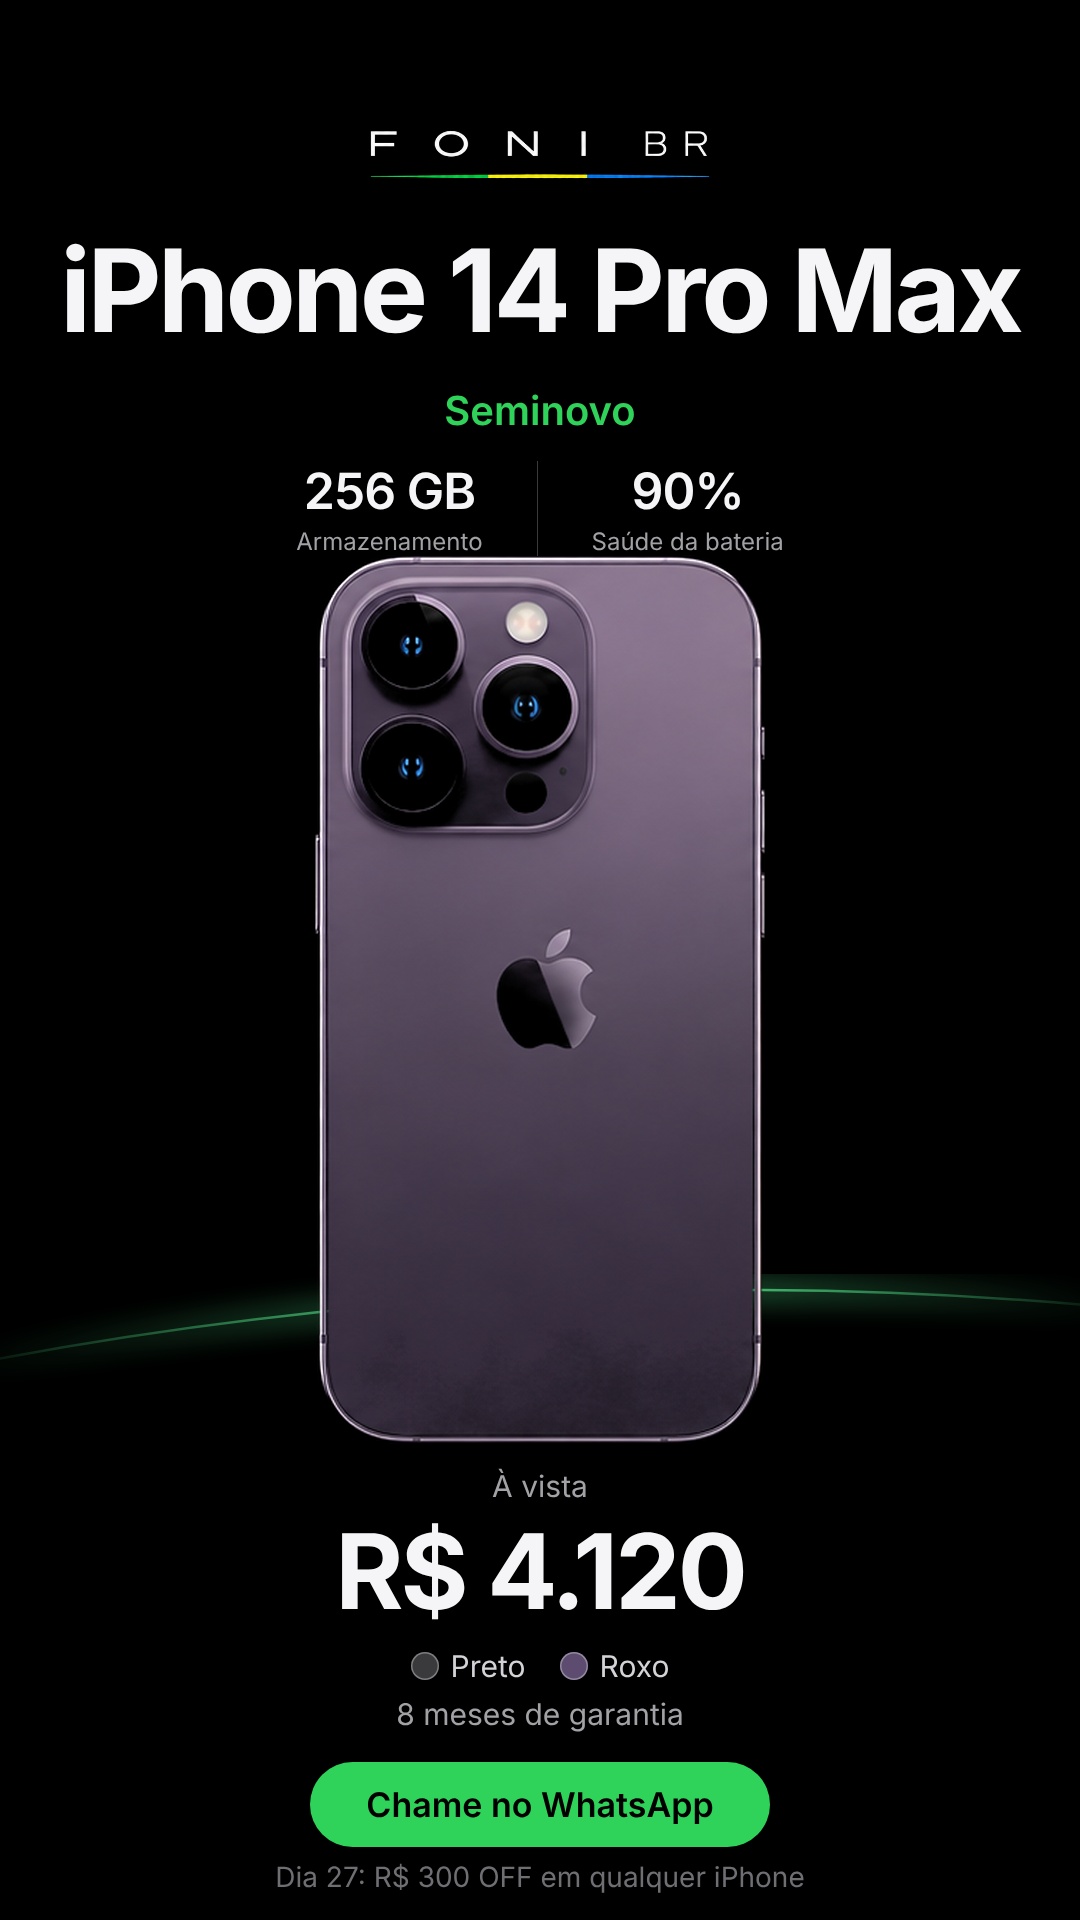 FONI BR
iPhone 14 Pro Max
Seminovo
256 GB
Armazenamento
90%
Saúde da bateria
À vista
R$ 4.120
Preto
Roxo
8 meses de garantia
Chame no WhatsApp
Dia 27: R$ 300 OFF em qualquer iPhone